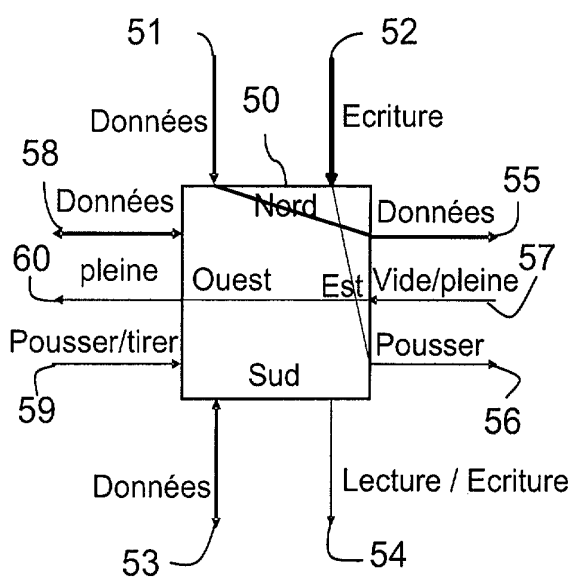 51 52
50
Données Ecriture
58 55
Données Nord Données
60 57
pleine Ouest Est Vide/pleine
Pousser/tirer Pousser
Sud
59 56
Données Lecture / Ecriture
53 54